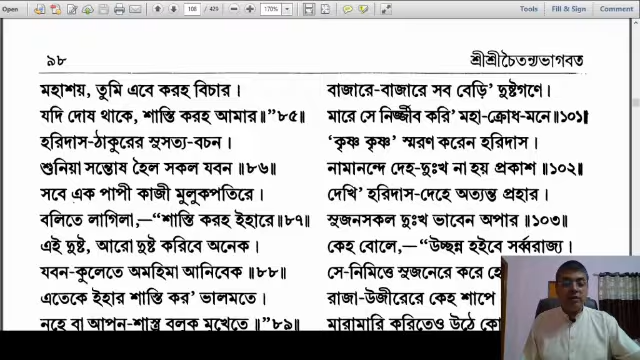 Open
108
/ 420
170%
Tools
Fill & Sign
Comment
৯৮
শ্রীশ্রীচৈতন্যভাগবত
মহাশয়, তুমি এবে করহ বিচার ।
যদি দোষ থাকে, শাস্তি করহ আমার॥”৮৫॥
হরিদাস-ঠাকুরের সুসত্য-বচন ।
শুনিয়া সন্তোষ হৈল সকল যবন ॥৮৬॥
সবে এক পাপী কাজী মুলুকপতিরে ।
বলিতে লাগিলা,—“শাস্তি করহ ইহারে॥৮৭॥
এই দুষ্ট, আরো দুষ্ট করিবে অনেক ।
যবন-কুলেতে অমহিমা আনিবেক ॥৮৮॥
এতেকে ইহার শাস্তি কর’ ভালমতে ।
নহে বা আপন-শাস্ত্র বলুক মুখেতে ॥”৮৯॥
বাজারে-বাজারে সব বেড়ি’ দুষ্টগণে ।
মারে সে নির্জ্জীব করি’ মহা-ক্রোধ-মনে॥১০১॥
‘কৃষ্ণ কৃষ্ণ’ স্মরণ করেন হরিদাস ।
নামানন্দে দেহ-দুঃখ না হয় প্রকাশ ॥১০২॥
দেখি’ হরিদাস-দেহে অত্যন্ত প্রহার ।
সুজনসকল দুঃখ ভাবেন অপার ॥১০৩॥
কেহ বোলে,—“উচ্ছন্ন হইবে সর্ব্বরাজ্য ।
সে-নিমিত্তে সুজনেরে করে
রাজা-উজীরেরে কেহ শাপে
মারামারি করিতেও উঠে